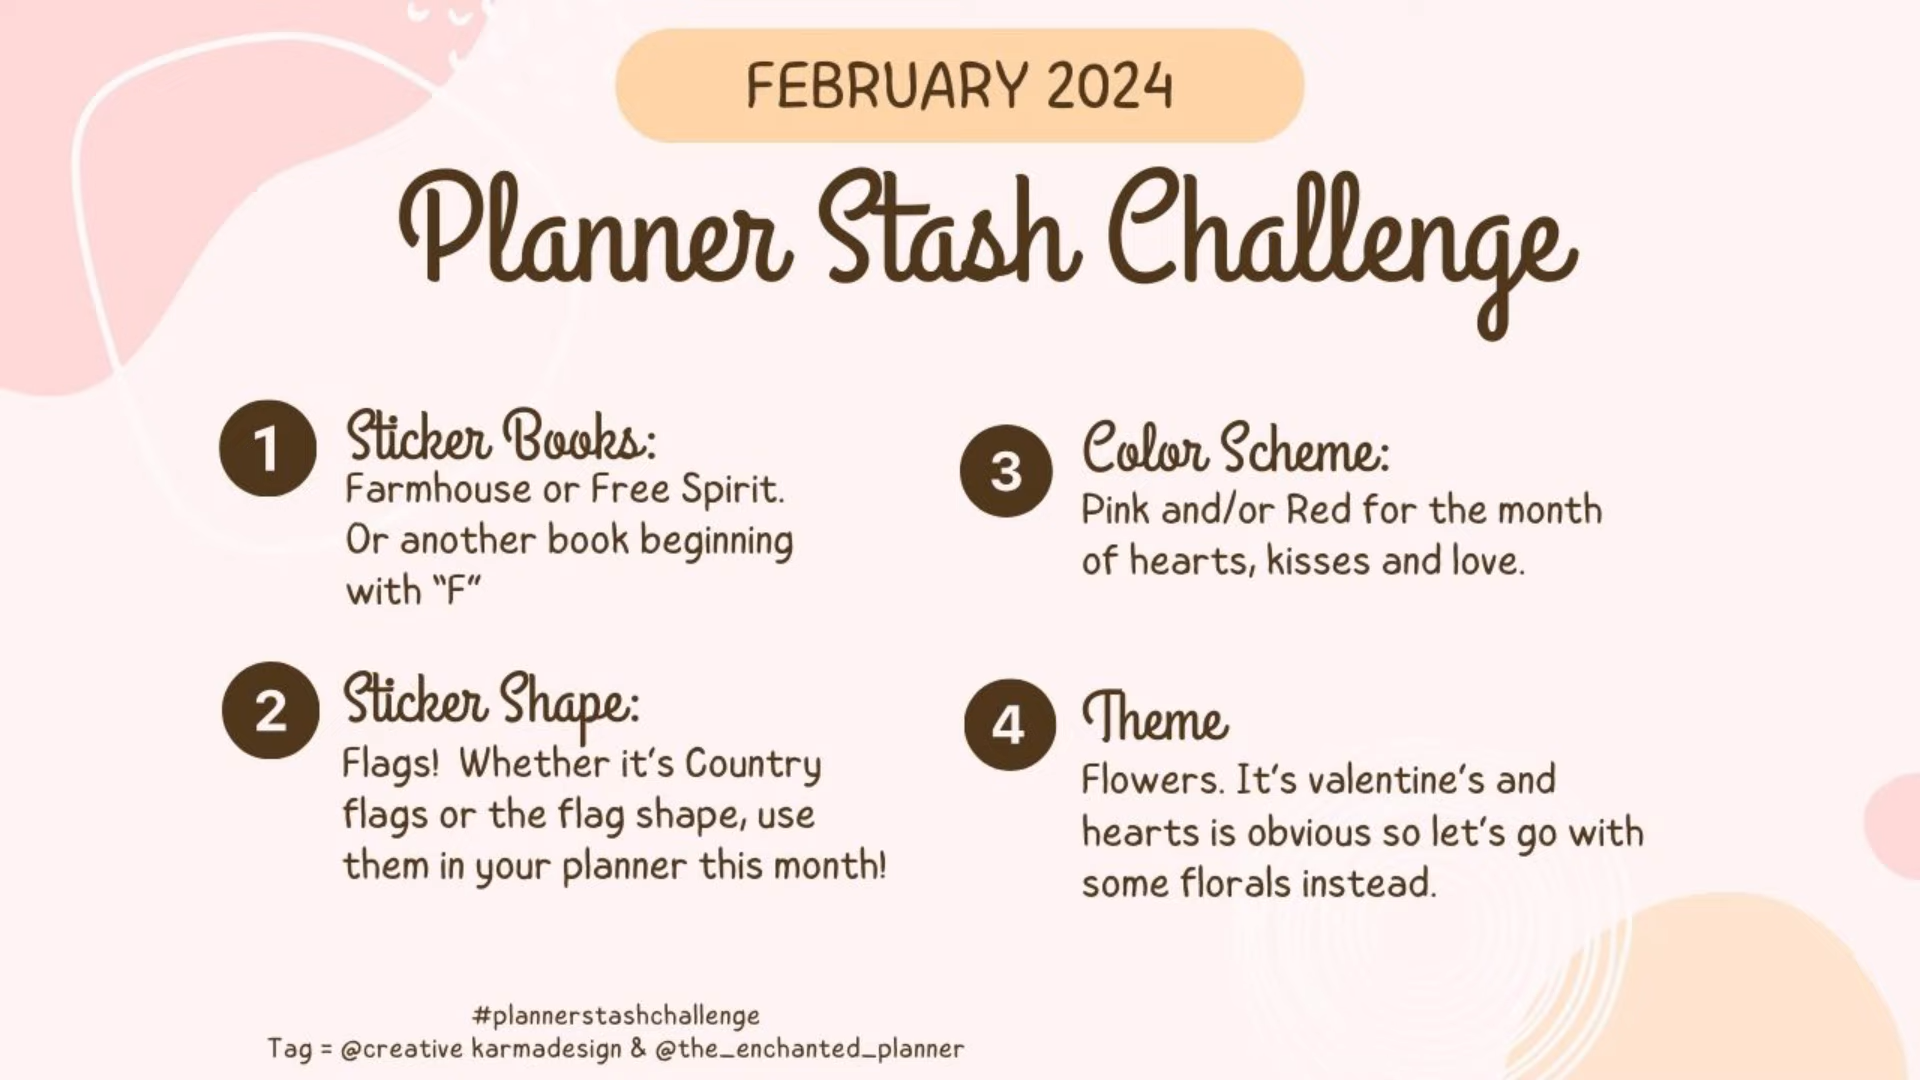 FEBRUARY 2024
Planner Stash Challenge
1
Sticker Books:
Farmhouse or Free Spirit.
Or another book beginning
with "F"
2
Sticker Shape:
Flags! Whether it's Country
flags or the flag shape, use
them in your planner this month!
3
Color Scheme:
Pink and/or Red for the month
of hearts, kisses and love.
4
Theme
Flowers. It's valentine's and
hearts is obvious so let's go with
some florals instead.
#plannerstashchallenge
Tag = @creative karmadesign & @the_enchanted_planner